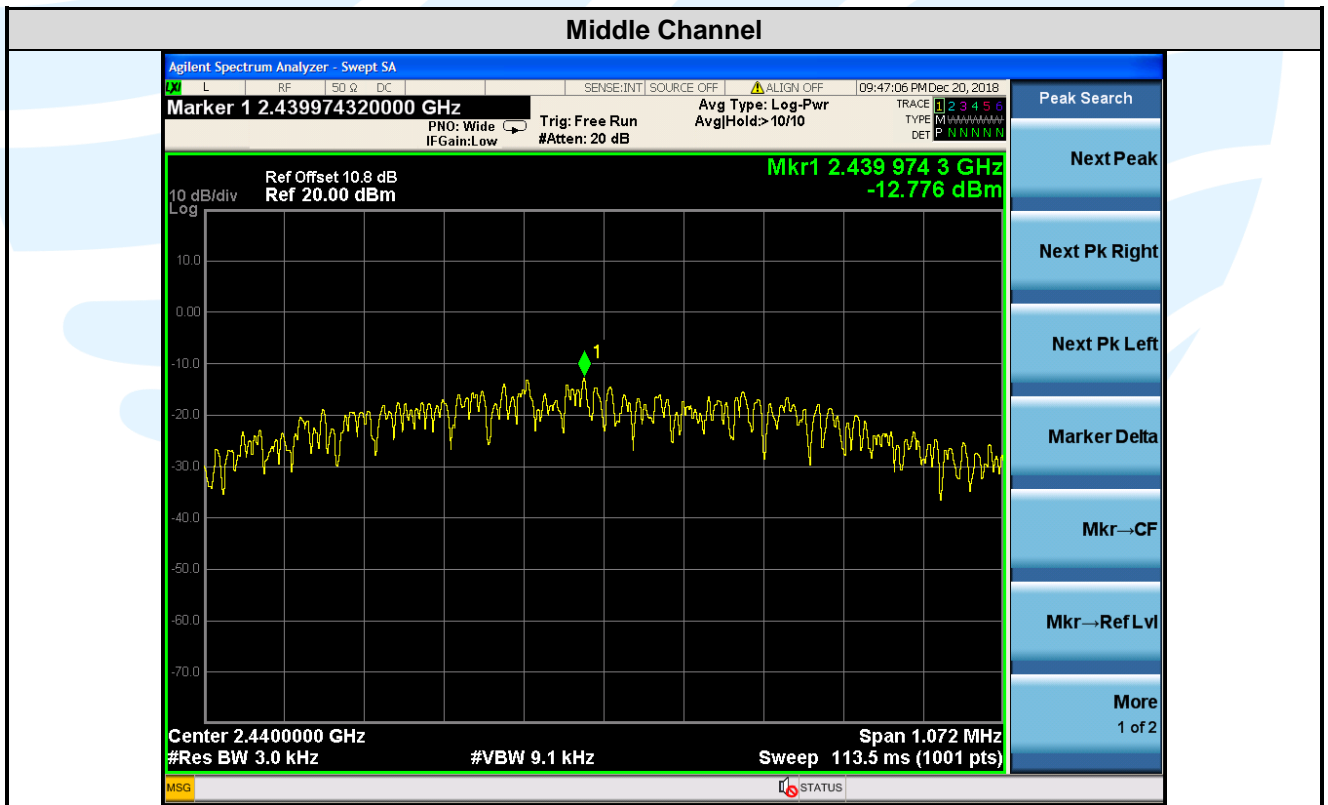 Middle Channel
Agilent Spectrum Analyzer - Swept SA
LXI L RF 50 Ω DC SENSE:INT SOURCE OFF ALIGN OFF 09:47:06 PM Dec 20, 2018
Marker 1 2.439974320000 GHz
PNO: Wide
IFGain:Low
Trig: Free Run
#Atten: 20 dB
Avg Type: Log-Pwr
Avg|Hold:>10/10
TRACE 1 2 3 4 5 6
TYPE M
DET P N N N N N
Mkr1 2.439 974 3 GHz
-12.776 dBm
10 dB/div
Log
Ref Offset 10.8 dB
Ref 20.00 dBm
10.0
0.00
-10.0
-20.0
-30.0
-40.0
-50.0
-60.0
-70.0
1
Center 2.4400000 GHz
Span 1.072 MHz
#Res BW 3.0 kHz
#VBW 9.1 kHz
Sweep 113.5 ms (1001 pts)
MSG
STATUS
Peak Search
Next Peak
Next Pk Right
Next Pk Left
Marker Delta
Mkr→CF
Mkr→Ref Lvl
More
1 of 2